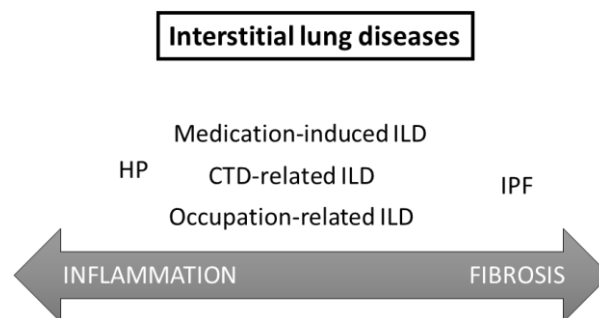 Interstitial lung diseases
Medication-induced ILD
HP
CTD-related ILD
IPF
Occupation-related ILD
INFLAMMATION
FIBROSIS